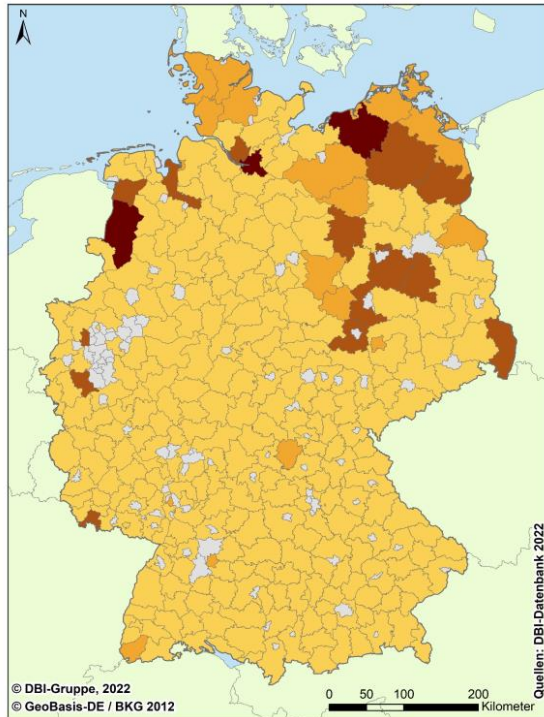 N
Quellen: DBI-Datenbank 2022
© DBI-Gruppe, 2022
© GeoBasis-DE / BKG 2012
0 50 100 200
Kilometer